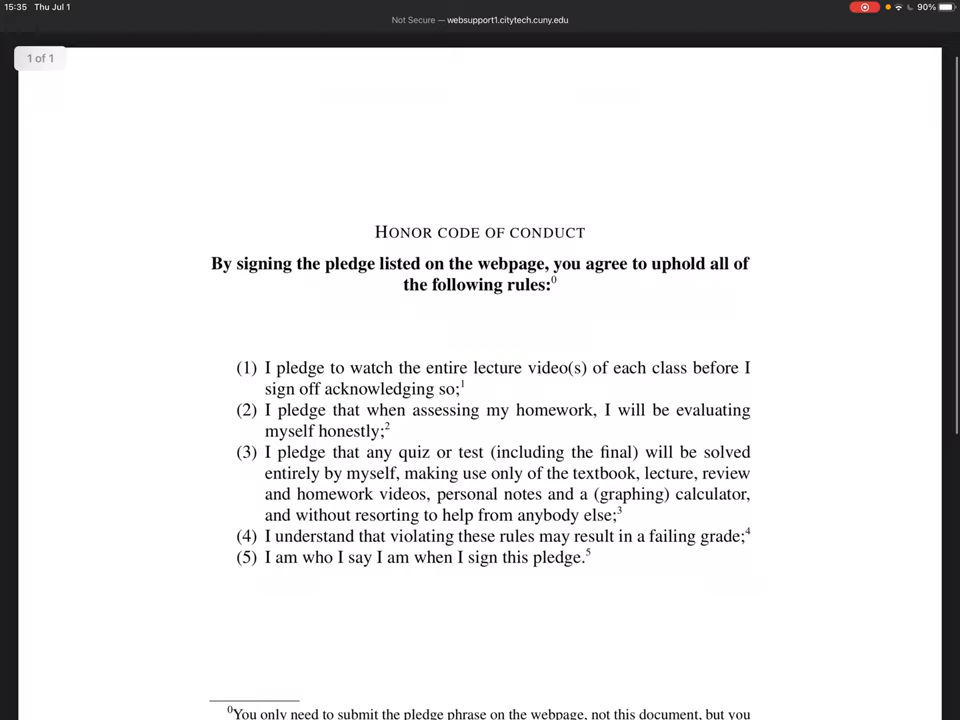 15:35 Thu Jul 1
90%
Not Secure — websupport1.citytech.cuny.edu
1 of 1
HONOR CODE OF CONDUCT
By signing the pledge listed on the webpage, you agree to uphold all of
the following rules:0
(1) I pledge to watch the entire lecture video(s) of each class before I
sign off acknowledging so;1
(2) I pledge that when assessing my homework, I will be evaluating
myself honestly;2
(3) I pledge that any quiz or test (including the final) will be solved
entirely by myself, making use only of the textbook, lecture, review
and homework videos, personal notes and a (graphing) calculator,
and without resorting to help from anybody else;3
(4) I understand that violating these rules may result in a failing grade;4
(5) I am who I say I am when I sign this pledge.5
0You only need to submit the pledge phrase on the webpage, not this document, but you